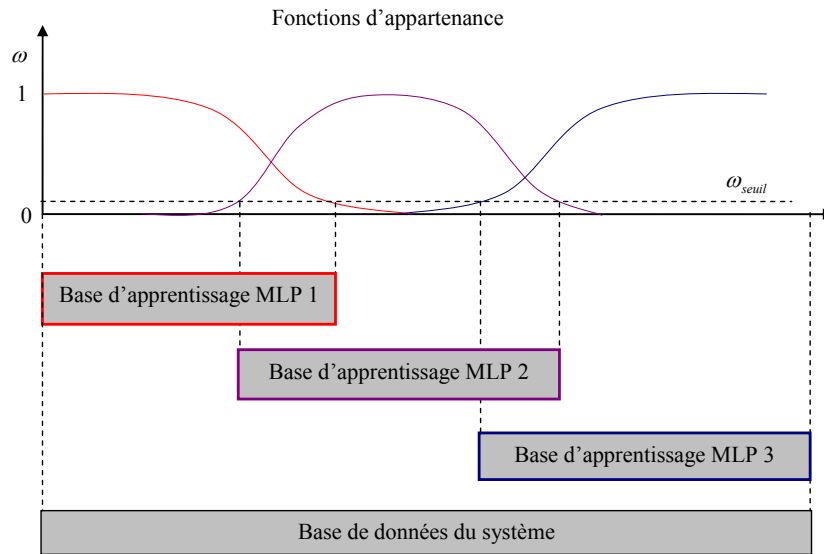 Fonctions d'appartenance
ω
1
ωseuil
0
Base d'apprentissage MLP 1
Base d'apprentissage MLP 2
Base d'apprentissage MLP 3
Base de données du système